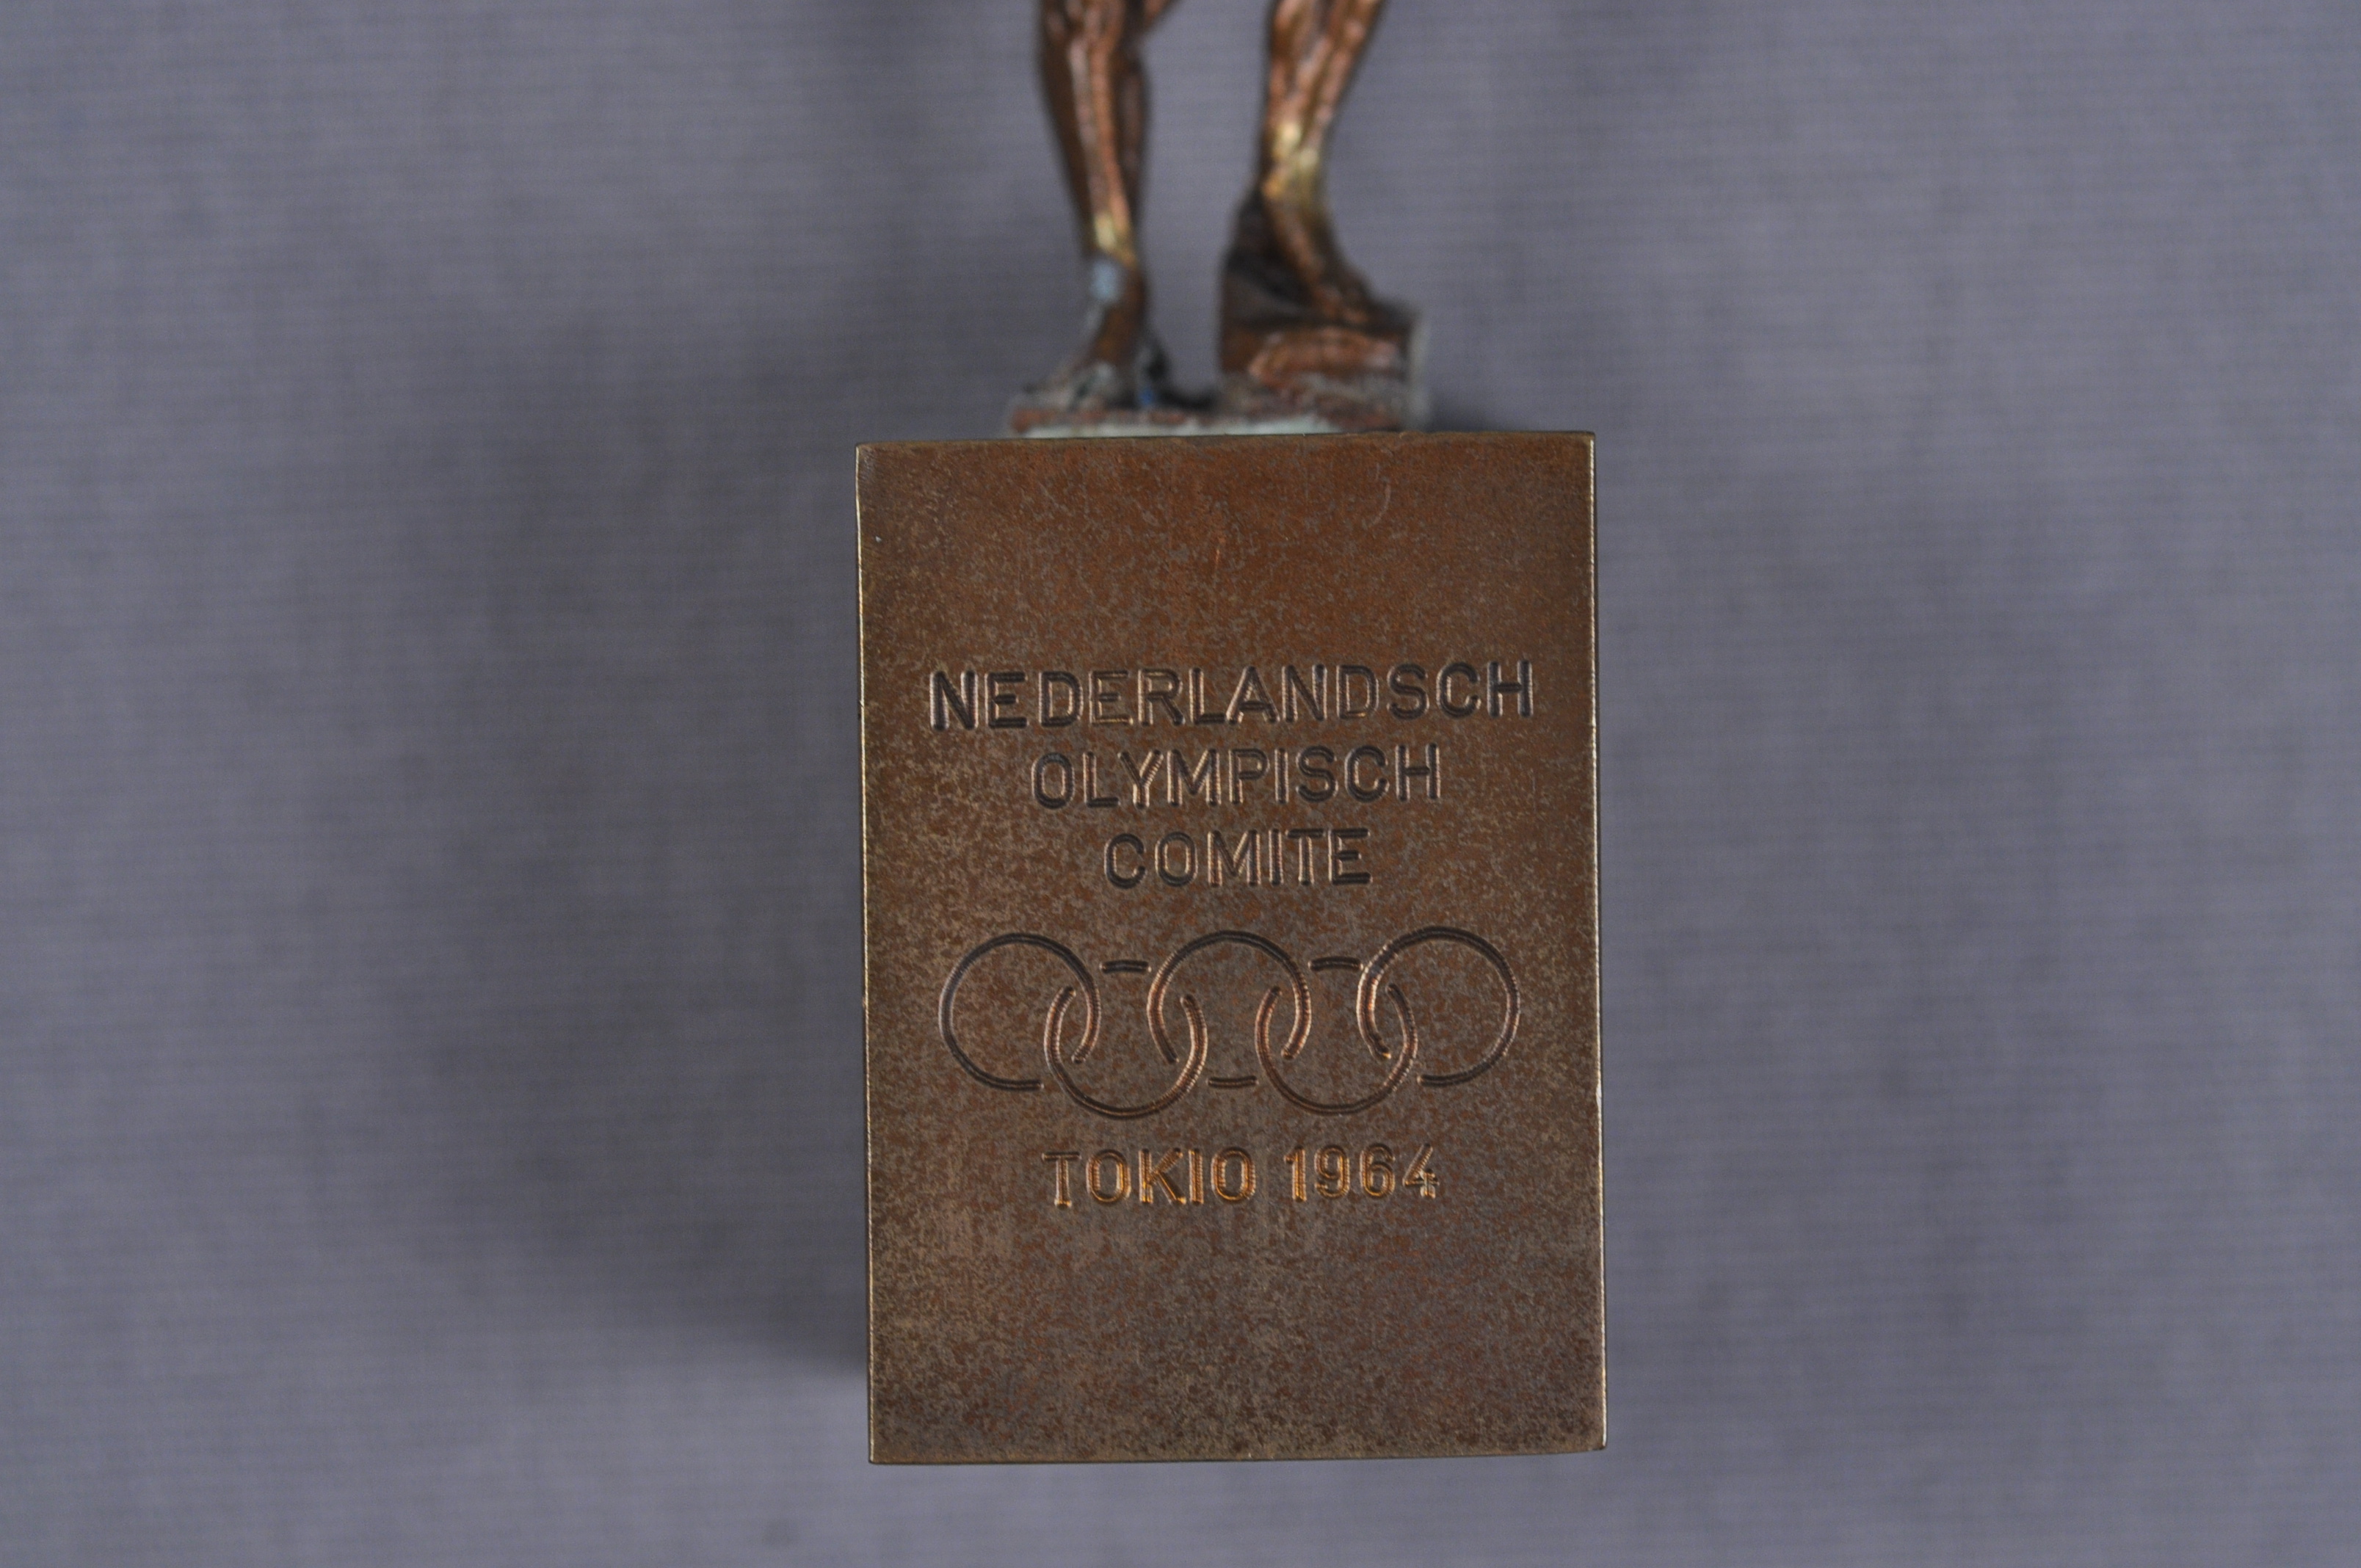 NEDERLANDSCH
OLYMPISCH
COMITE
TOKIO 1964